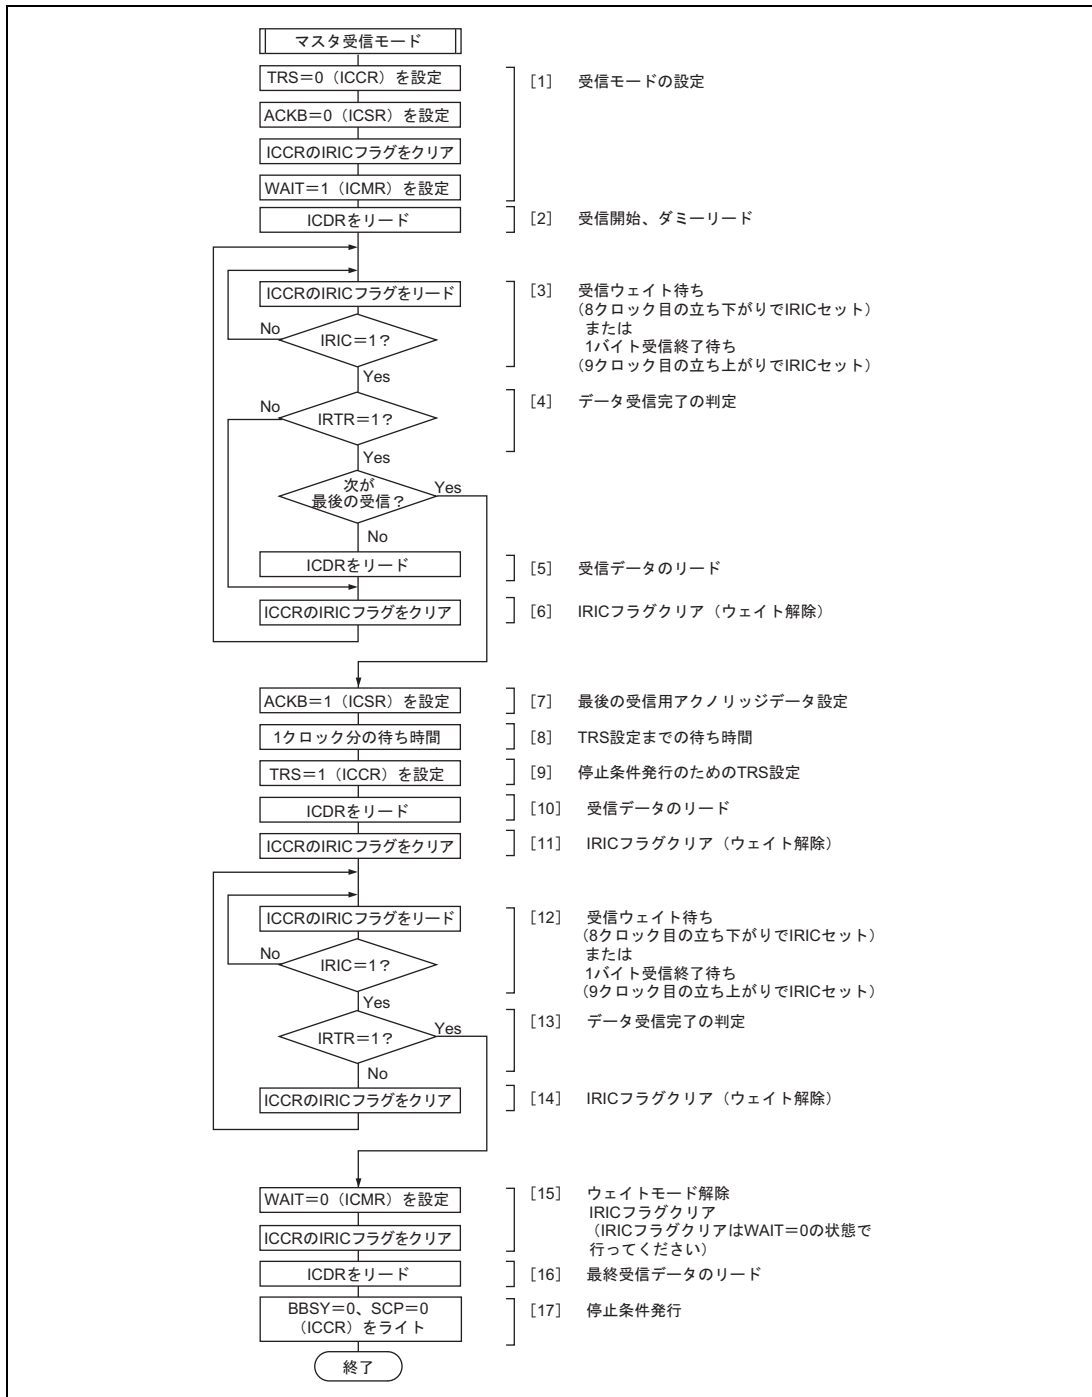 マスタ受信モード
TRS＝0（ICCR）を設定
[1] 受信モードの設定
ACKB＝0（ICSR）を設定
ICCRのIRICフラグをクリア
WAIT＝1（ICMR）を設定
ICDRをリード
[2] 受信開始、ダミーリード
ICCRのIRICフラグをリード
[3] 受信ウェイト待ち
（8クロック目の立ち下がりでIRICセット）
または
1バイト受信終了待ち
（9クロック目の立ち上がりでIRICセット）
No
IRIC＝1？
Yes
No
IRTR＝1？
[4] データ受信完了の判定
Yes
次が
最後の受信？
Yes
No
ICDRをリード
[5] 受信データのリード
ICCRのIRICフラグをクリア
[6] IRICフラグクリア（ウェイト解除）
ACKB＝1（ICSR）を設定
[7] 最後の受信用アクノリッジデータ設定
1クロック分の待ち時間
[8] TRS設定までの待ち時間
TRS＝1（ICCR）を設定
[9] 停止条件発行のためのTRS設定
ICDRをリード
[10] 受信データのリード
ICCRのIRICフラグをクリア
[11] IRICフラグクリア（ウェイト解除）
ICCRのIRICフラグをリード
[12] 受信ウェイト待ち
（8クロック目の立ち下がりでIRICセット）
または
1バイト受信終了待ち
（9クロック目の立ち上がりでIRICセット）
No
IRIC＝1？
Yes
IRTR＝1？
Yes
[13] データ受信完了の判定
No
ICCRのIRICフラグをクリア
[14] IRICフラグクリア（ウェイト解除）
WAIT＝0（ICMR）を設定
[15] ウェイトモード解除
IRICフラグクリア
（IRICフラグクリアはWAIT＝0の状態で
行ってください）
ICCRのIRICフラグをクリア
ICDRをリード
[16] 最終受信データのリード
BBSY＝0、SCP＝0
（ICCR）をライト
[17] 停止条件発行
終了